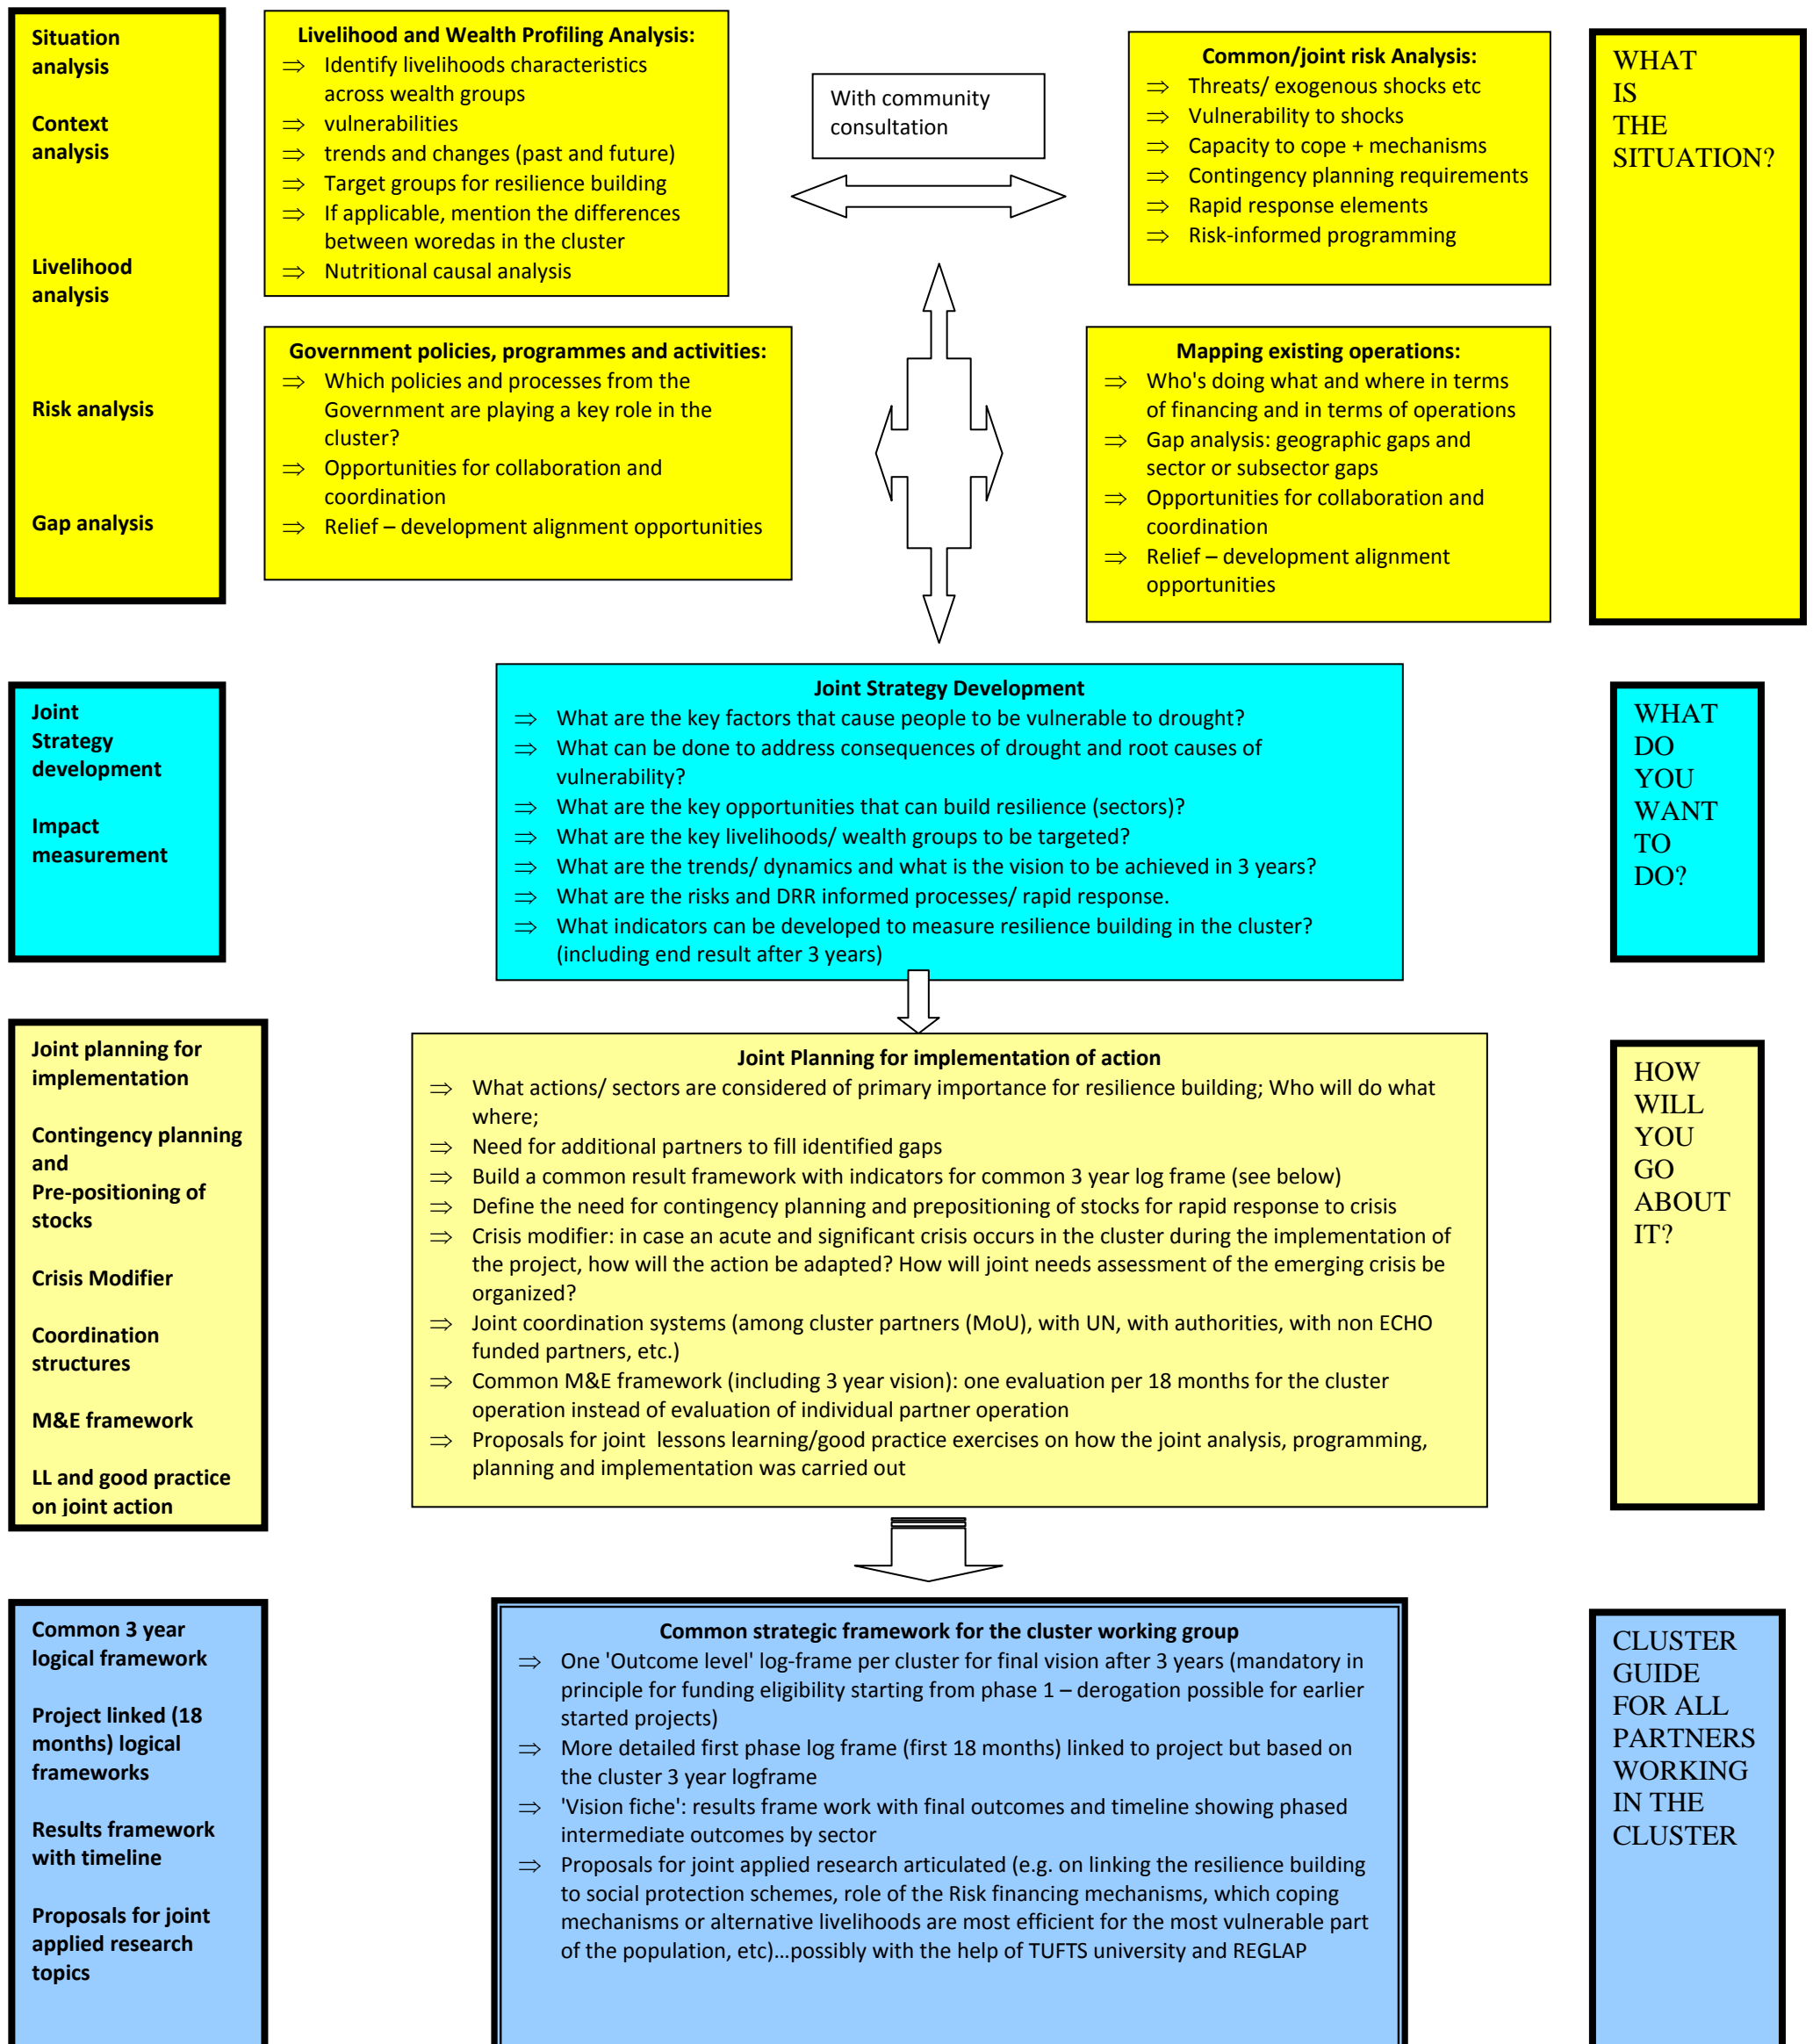 Situation
analysis
Context
analysis
Livelihood
analysis
Risk analysis
Gap analysis
Livelihood and Wealth Profiling Analysis:
⇒ Identify livelihoods characteristics
across wealth groups
⇒ vulnerabilities
⇒ trends and changes (past and future)
⇒ Target groups for resilience building
⇒ If applicable, mention the differences
between woredas in the cluster
⇒ Nutritional causal analysis
With community
consultation
Common/joint risk Analysis:
⇒ Threats/ exogenous shocks etc
⇒ Vulnerability to shocks
⇒ Capacity to cope + mechanisms
⇒ Contingency planning requirements
⇒ Rapid response elements
⇒ Risk-informed programming
WHAT
IS
THE
SITUATION?
Government policies, programmes and activities:
⇒ Which policies and processes from the
Government are playing a key role in the
cluster?
⇒ Opportunities for collaboration and
coordination
⇒ Relief – development alignment opportunities
Mapping existing operations:
⇒ Who's doing what and where in terms
of financing and in terms of operations
⇒ Gap analysis: geographic gaps and
sector or subsector gaps
⇒ Opportunities for collaboration and
coordination
⇒ Relief – development alignment
opportunities
Joint
Strategy
development
Impact
measurement
Joint Strategy Development
⇒ What are the key factors that cause people to be vulnerable to drought?
⇒ What can be done to address consequences of drought and root causes of
vulnerability?
⇒ What are the key opportunities that can build resilience (sectors)?
⇒ What are the key livelihoods/ wealth groups to be targeted?
⇒ What are the trends/ dynamics and what is the vision to be achieved in 3 years?
⇒ What are the risks and DRR informed processes/ rapid response.
⇒ What indicators can be developed to measure resilience building in the cluster?
(including end result after 3 years)
WHAT
DO
YOU
WANT
TO
DO?
Joint planning for
implementation
Contingency planning
and
Pre-positioning of
stocks
Crisis Modifier
Coordination
structures
M&E framework
LL and good practice
on joint action
Joint Planning for implementation of action
⇒ What actions/ sectors are considered of primary importance for resilience building; Who will do what
where;
⇒ Need for additional partners to fill identified gaps
⇒ Build a common result framework with indicators for common 3 year log frame (see below)
⇒ Define the need for contingency planning and prepositioning of stocks for rapid response to crisis
⇒ Crisis modifier: in case an acute and significant crisis occurs in the cluster during the implementation of
the project, how will the action be adapted? How will joint needs assessment of the emerging crisis be
organized?
⇒ Joint coordination systems (among cluster partners (MoU), with UN, with authorities, with non ECHO
funded partners, etc.)
⇒ Common M&E framework (including 3 year vision): one evaluation per 18 months for the cluster
operation instead of evaluation of individual partner operation
⇒ Proposals for joint lessons learning/good practice exercises on how the joint analysis, programming,
planning and implementation was carried out
HOW
WILL
YOU
GO
ABOUT
IT?
Common 3 year
logical framework
Project linked (18
months) logical
frameworks
Results framework
with timeline
Proposals for joint
applied research
topics
Common strategic framework for the cluster working group
⇒ One 'Outcome level' log-frame per cluster for final vision after 3 years (mandatory in
principle for funding eligibility starting from phase 1 – derogation possible for earlier
started projects)
⇒ More detailed first phase log frame (first 18 months) linked to project but based on
the cluster 3 year logframe
⇒ 'Vision fiche': results frame work with final outcomes and timeline showing phased
intermediate outcomes by sector
⇒ Proposals for joint applied research articulated (e.g. on linking the resilience building
to social protection schemes, role of the Risk financing mechanisms, which coping
mechanisms or alternative livelihoods are most efficient for the most vulnerable part
of the population, etc)…possibly with the help of TUFTS university and REGLAP
CLUSTER
GUIDE
FOR ALL
PARTNERS
WORKING
IN THE
CLUSTER